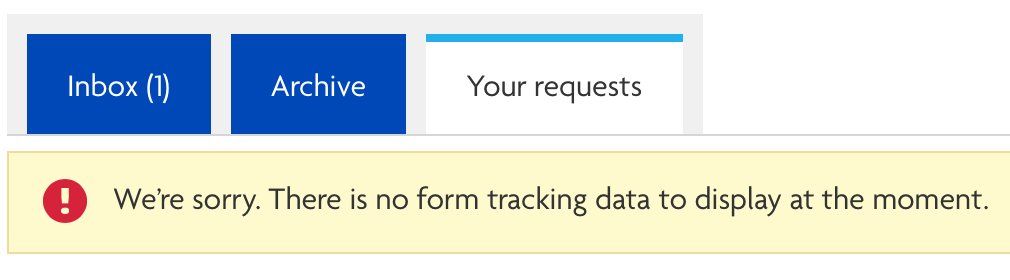 Inbox (1) Archive Your requests
We're sorry. There is no form tracking data to display at the moment.